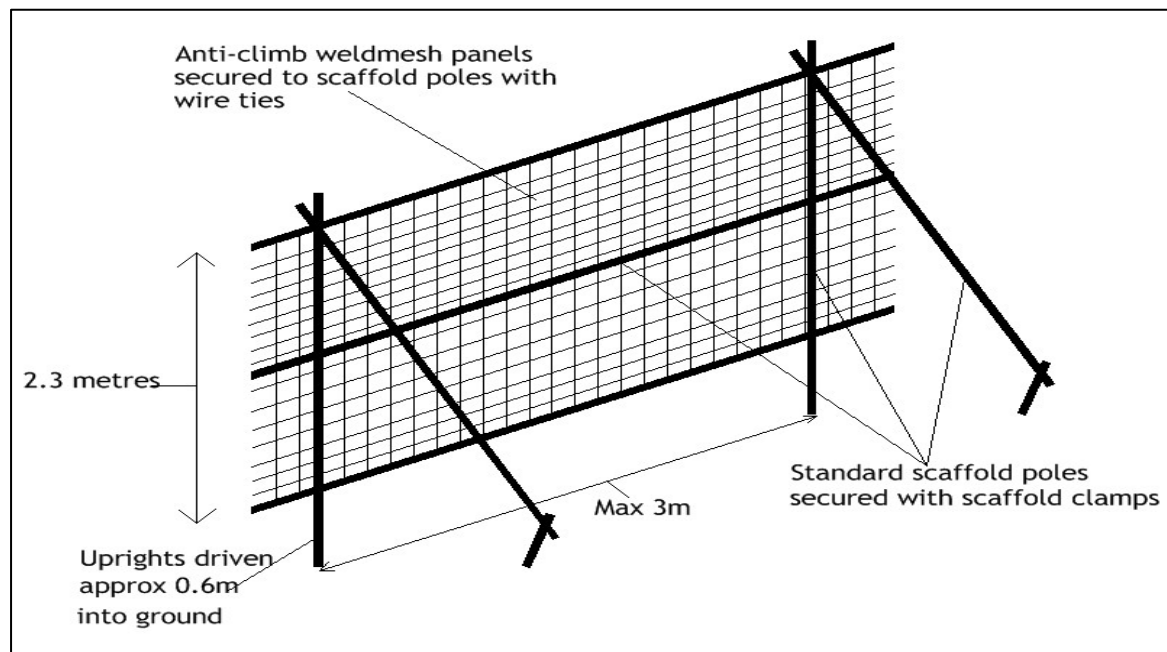 Anti-climb weldmesh panels
secured to scaffold poles with
wire ties
2.3 metres
Standard scaffold poles
secured with scaffold clamps
Max 3m
Uprights driven
approx 0.6m
into ground